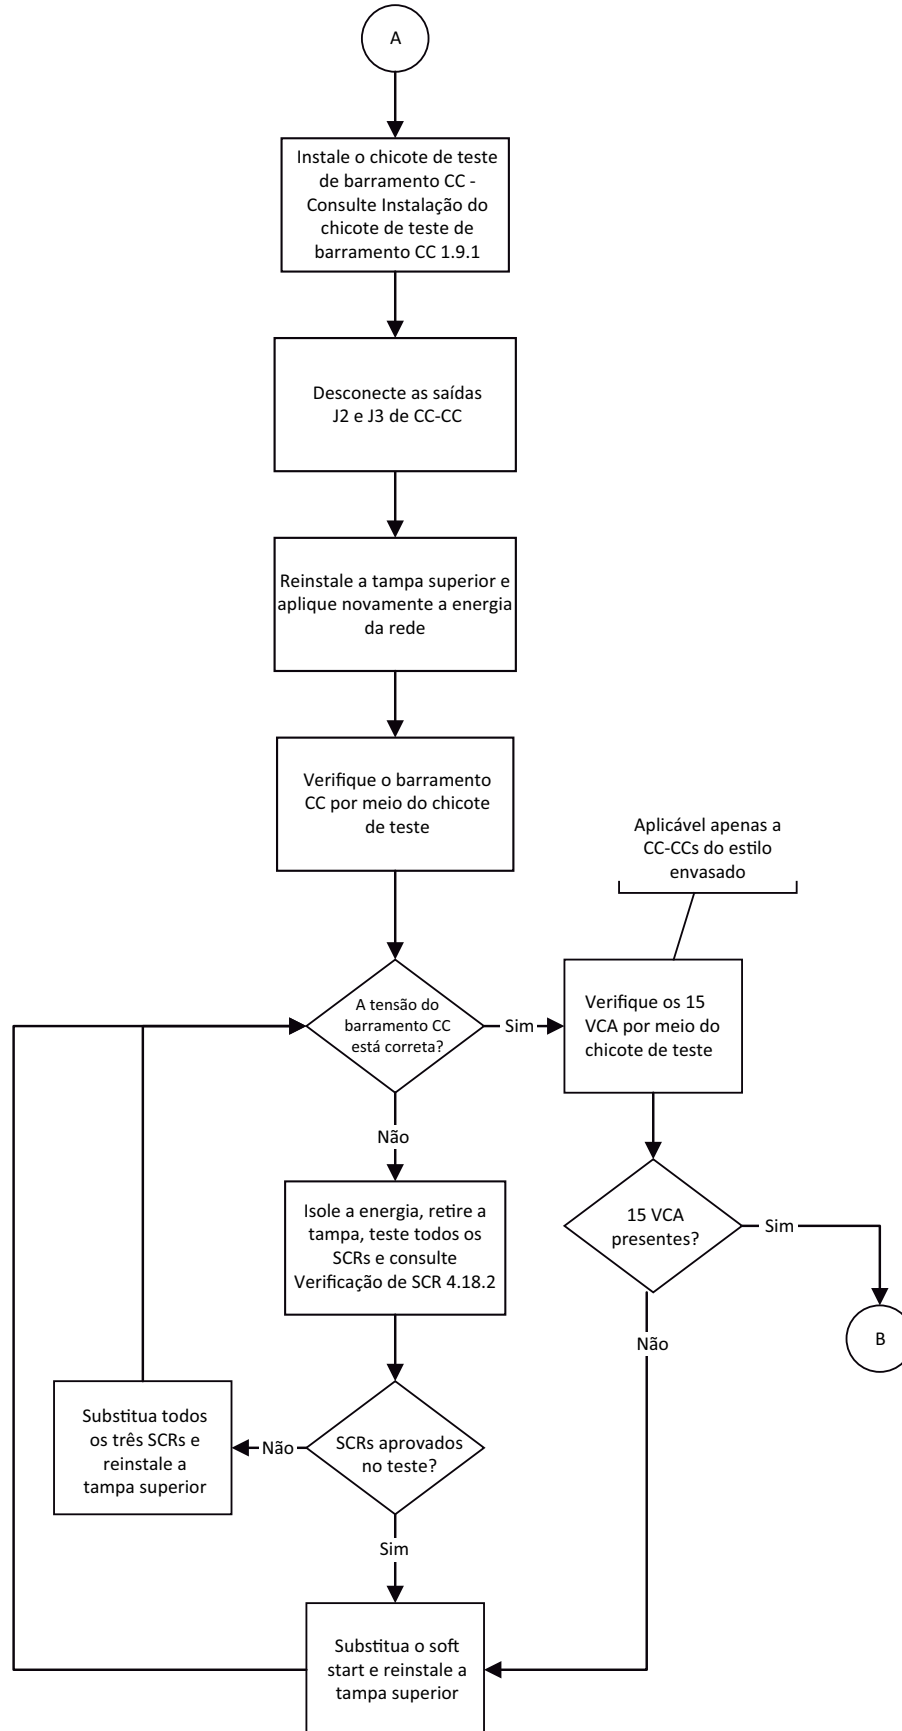 A
Instale o chicote de teste
de barramento CC -
Consulte Instalação do
chicote de teste de
barramento CC 1.9.1
Desconecte as saídas
J2 e J3 de CC-CC
Reinstale a tampa superior e
aplique novamente a energia
da rede
Verifique o barramento
CC por meio do chicote
de teste
Aplicável apenas a
CC-CCs do estilo
envasado
A tensão do
barramento CC
está correta?
Sim
Verifique os 15
VCA por meio do
chicote de teste
Não
Isole a energia, retire a
tampa, teste todos os
SCRs e consulte
Verificação de SCR 4.18.2
15 VCA
presentes?
Sim
B
Não
Substitua todos
os três SCRs e
reinstale a
tampa superior
Não
SCRs aprovados
no teste?
Sim
Substitua o soft
start e reinstale a
tampa superior